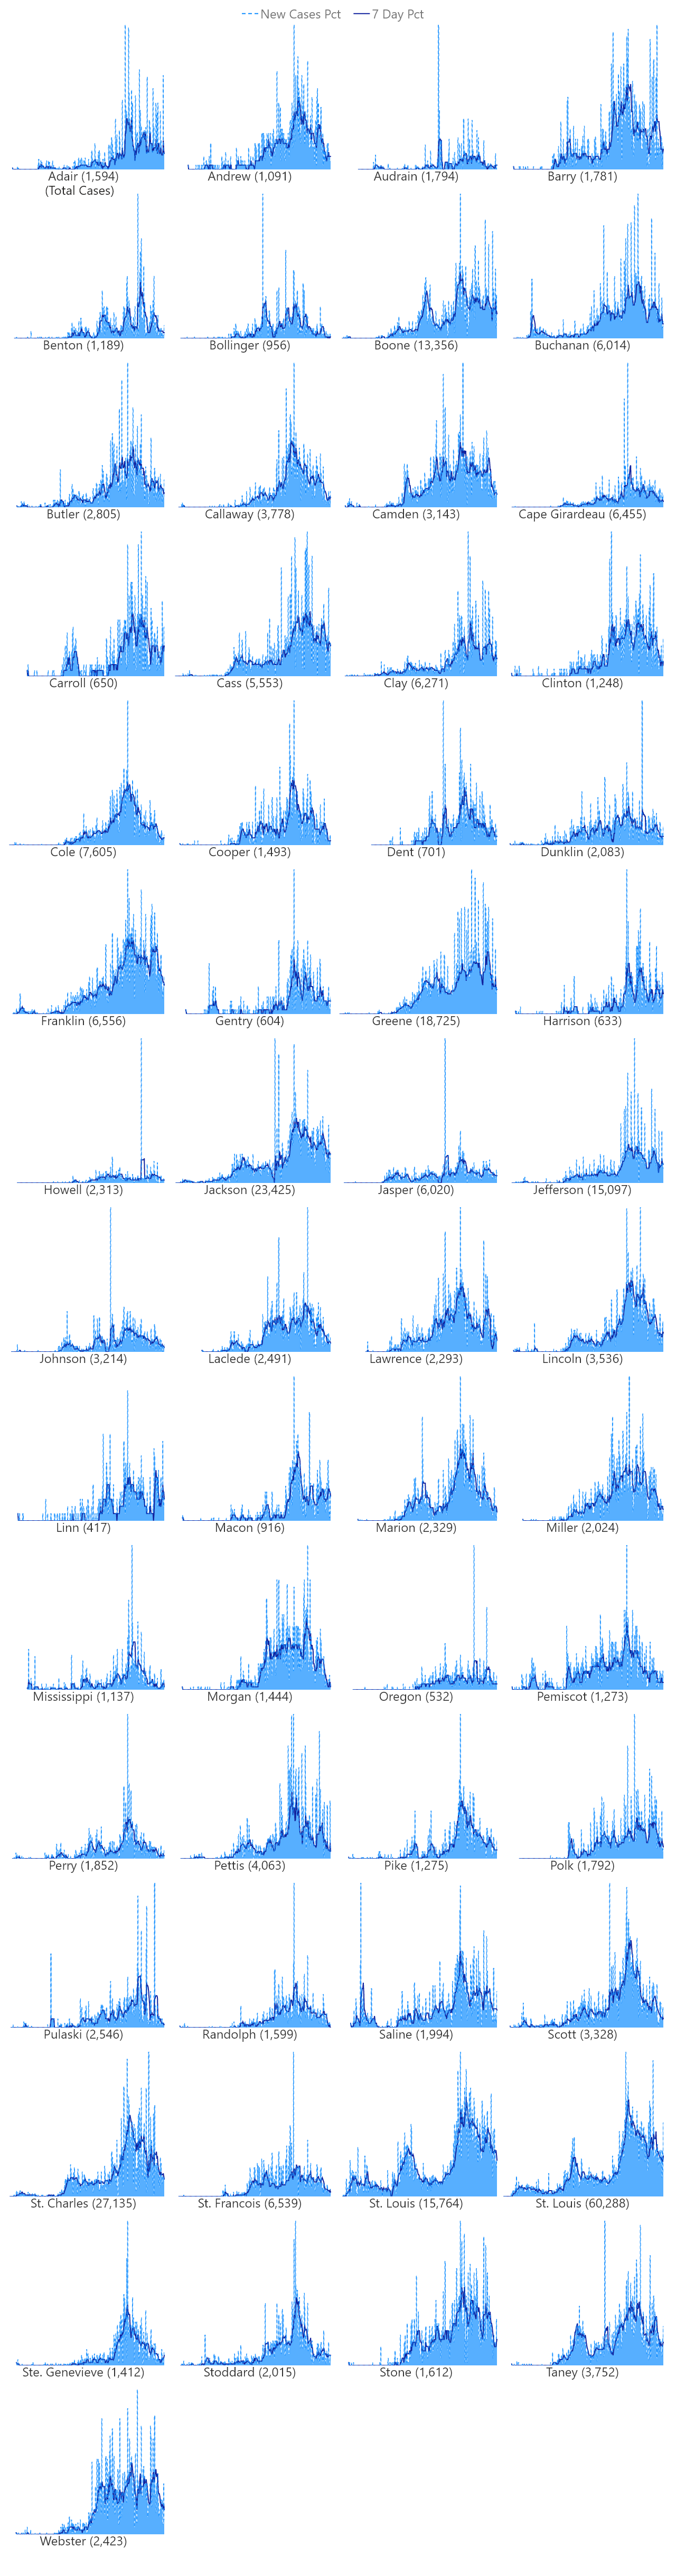 New Cases Pct 7 Day Pct
Adair (1,594) Andrew (1,091) Audrain (1,794) Barry (1,781)
(Total Cases)
Benton (1,189) Bollinger (956) Boone (13,356) Buchanan (6,014)
Butler (2,805) Callaway (3,778) Camden (3,143) Cape Girardeau (6,455)
Carroll (650) Cass (5,553) Clay (6,271) Clinton (1,248)
Cole (7,605) Cooper (1,493) Dent (701) Dunklin (2,083)
Franklin (6,556) Gentry (604) Greene (18,725) Harrison (633)
Howell (2,313) Jackson (23,425) Jasper (6,020) Jefferson (15,097)
Johnson (3,214) Laclede (2,491) Lawrence (2,293) Lincoln (3,536)
Linn (417) Macon (916) Marion (2,329) Miller (2,024)
Mississippi (1,137) Morgan (1,444) Oregon (532) Pemiscot (1,273)
Perry (1,852) Pettis (4,063) Pike (1,275) Polk (1,792)
Pulaski (2,546) Randolph (1,599) Saline (1,994) Scott (3,328)
St. Charles (27,135) St. Francois (6,539) St. Louis (15,764) St. Louis (60,288)
Ste. Genevieve (1,412) Stoddard (2,015) Stone (1,612) Taney (3,752)
Webster (2,423)